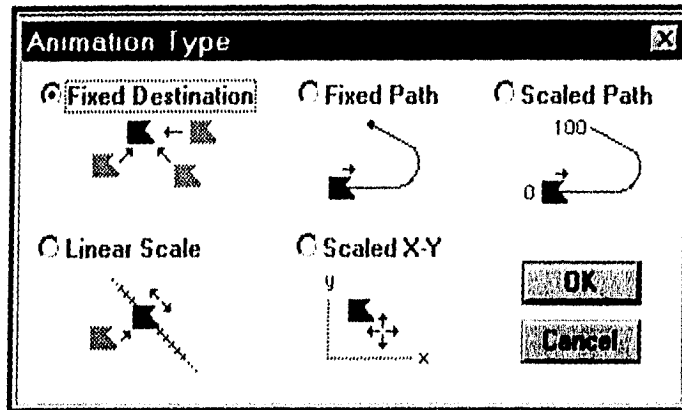 Animation Type
Fixed Destination
Fixed Path
Scaled Path
100
0
Linear Scale
Scaled X-Y
y
x
OK
Cancel